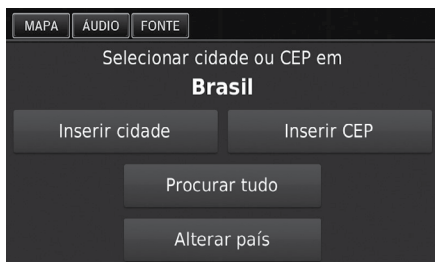 MAPA ÁUDIO FONTE
Selecionar cidade ou CEP em
Brasil
Inserir cidade Inserir CEP
Procurar tudo
Alterar país